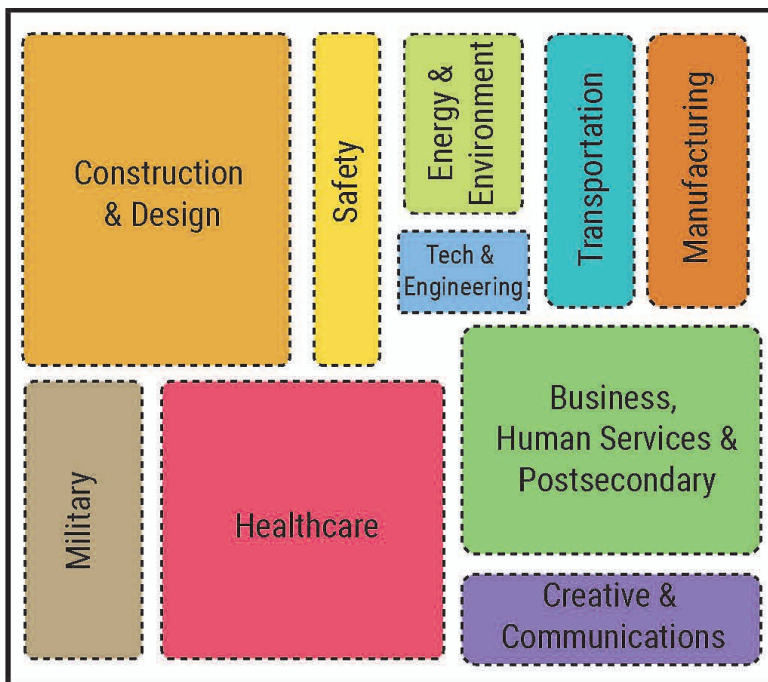 Construction
& Design
Safety
Energy &
Environment
Tech &
Engineering
Transportation
Manufacturing
Military
Healthcare
Business,
Human Services &
Postsecondary
Creative &
Communications